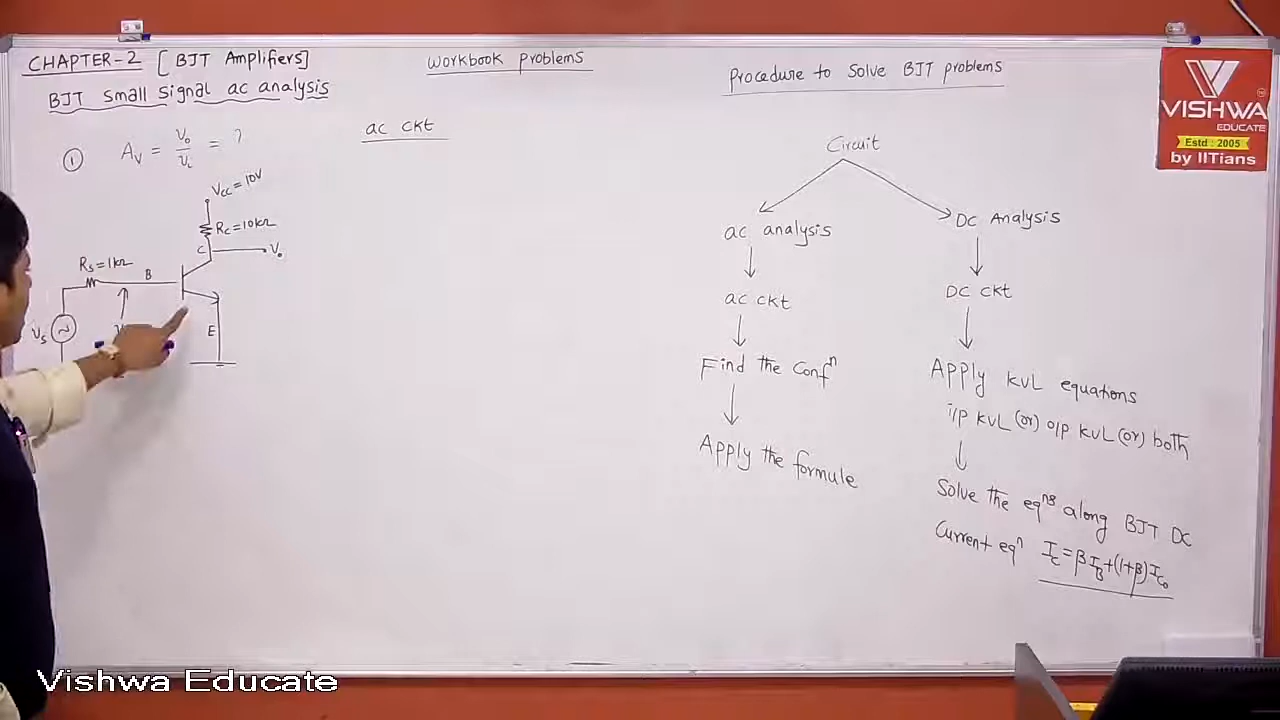 CHAPTER-2 [BJT Amplifiers]
BJT small signal ac analysis
workbook problems
Procedure to solve BJT problems
VISHWA
EDUCATE
Estd : 2005
by IITians
① Av = Vo/Vi = ?
ac ckt
Vcc = 10V
Rc = 10kΩ
C
Vo
Rs = 1kΩ
B
Vs
E
Circuit
ac analysis
DC Analysis
ac ckt
DC ckt
Find the Confⁿ
Apply KVL equations
i/p KVL (or) o/p KVL (or) both
Apply the formule
Solve the eqⁿˢ along BJT DC
Current eqⁿ Ic = βIB + (1+β)Ico
Vishwa Educate